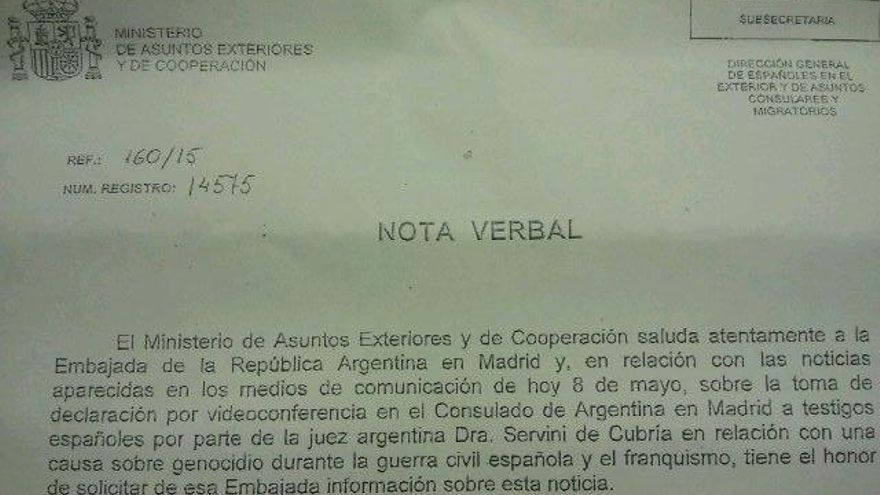 MINISTERIO
DE ASUNTOS EXTERIORES
Y DE COOPERACIÓN
SUBSECRETARIA
DIRECCIÓN GENERAL
DE ESPAÑOLES EN EL
EXTERIOR Y DE ASUNTOS
CONSULARES Y
MIGRATORIOS
REF.: 160/15
NUM. REGISTRO: 14575
NOTA VERBAL
El Ministerio de Asuntos Exteriores y de Cooperación saluda atentamente a la
Embajada de la República Argentina en Madrid y, en relación con las noticias
aparecidas en los medios de comunicación de hoy 8 de mayo, sobre la toma de
declaración por videoconferencia en el Consulado de Argentina en Madrid a testigos
españoles por parte de la juez argentina Dra. Servini de Cubría en relación con una
causa sobre genocidio durante la guerra civil española y el franquismo, tiene el honor
de solicitar de esa Embajada información sobre esta noticia.